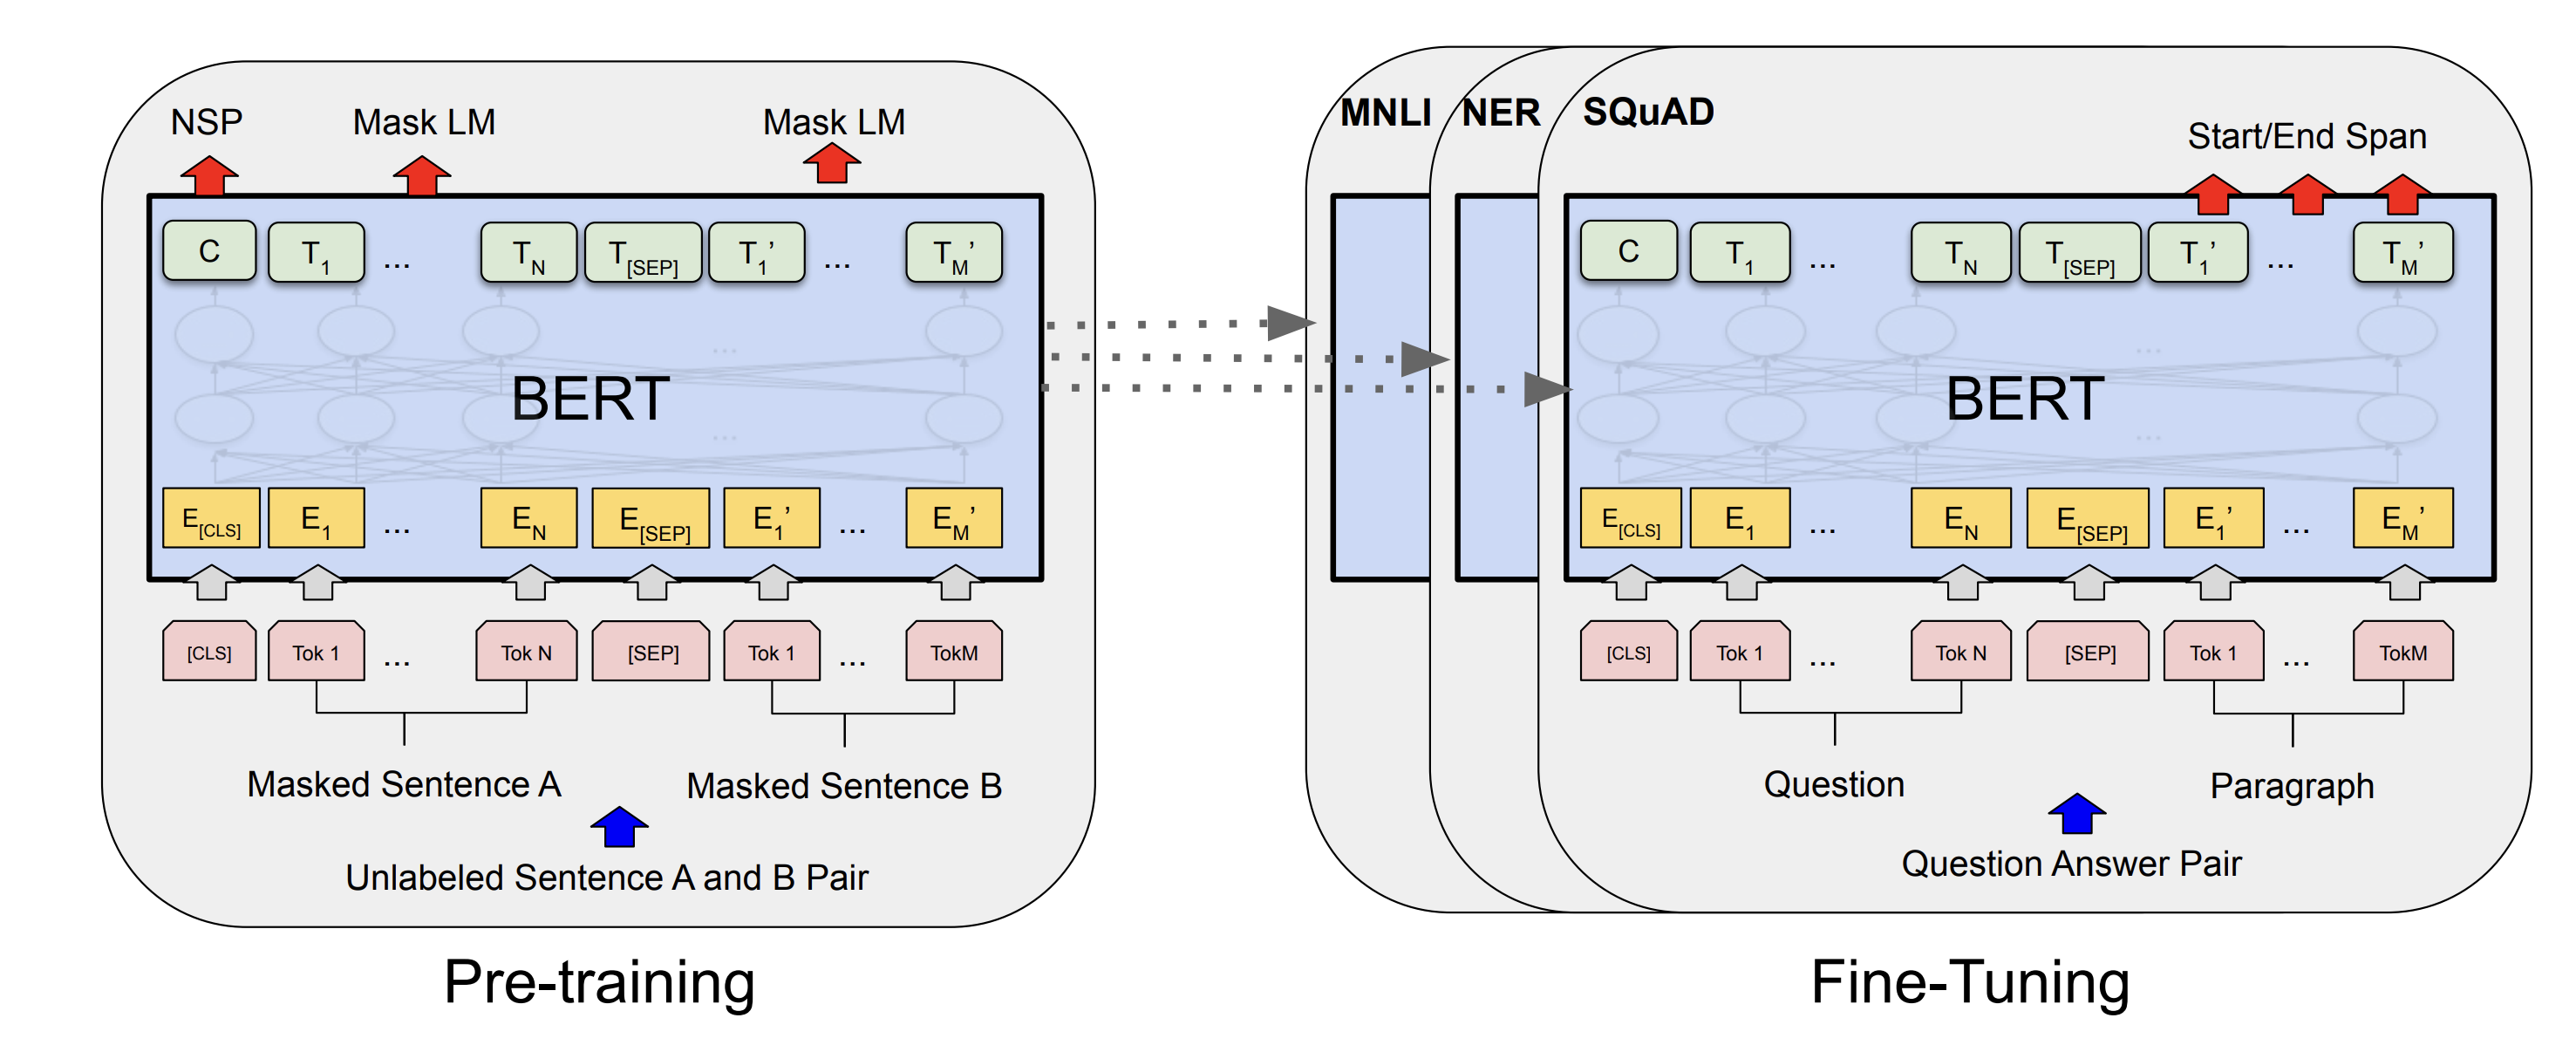 NSP Mask LM Mask LM
C T1 ... TN T[SEP] T1’ ... TM’
BERT
E[CLS] E1 ... EN E[SEP] E1’ ... EM’
[CLS] Tok 1 ... Tok N [SEP] Tok 1 ... TokM
Masked Sentence A Masked Sentence B
Unlabeled Sentence A and B Pair
Pre-training
MNLI NER SQuAD
Start/End Span
C T1 ... TN T[SEP] T1’ ... TM’
BERT
E[CLS] E1 ... EN E[SEP] E1’ ... EM’
[CLS] Tok 1 ... Tok N [SEP] Tok 1 ... TokM
Question Paragraph
Question Answer Pair
Fine-Tuning